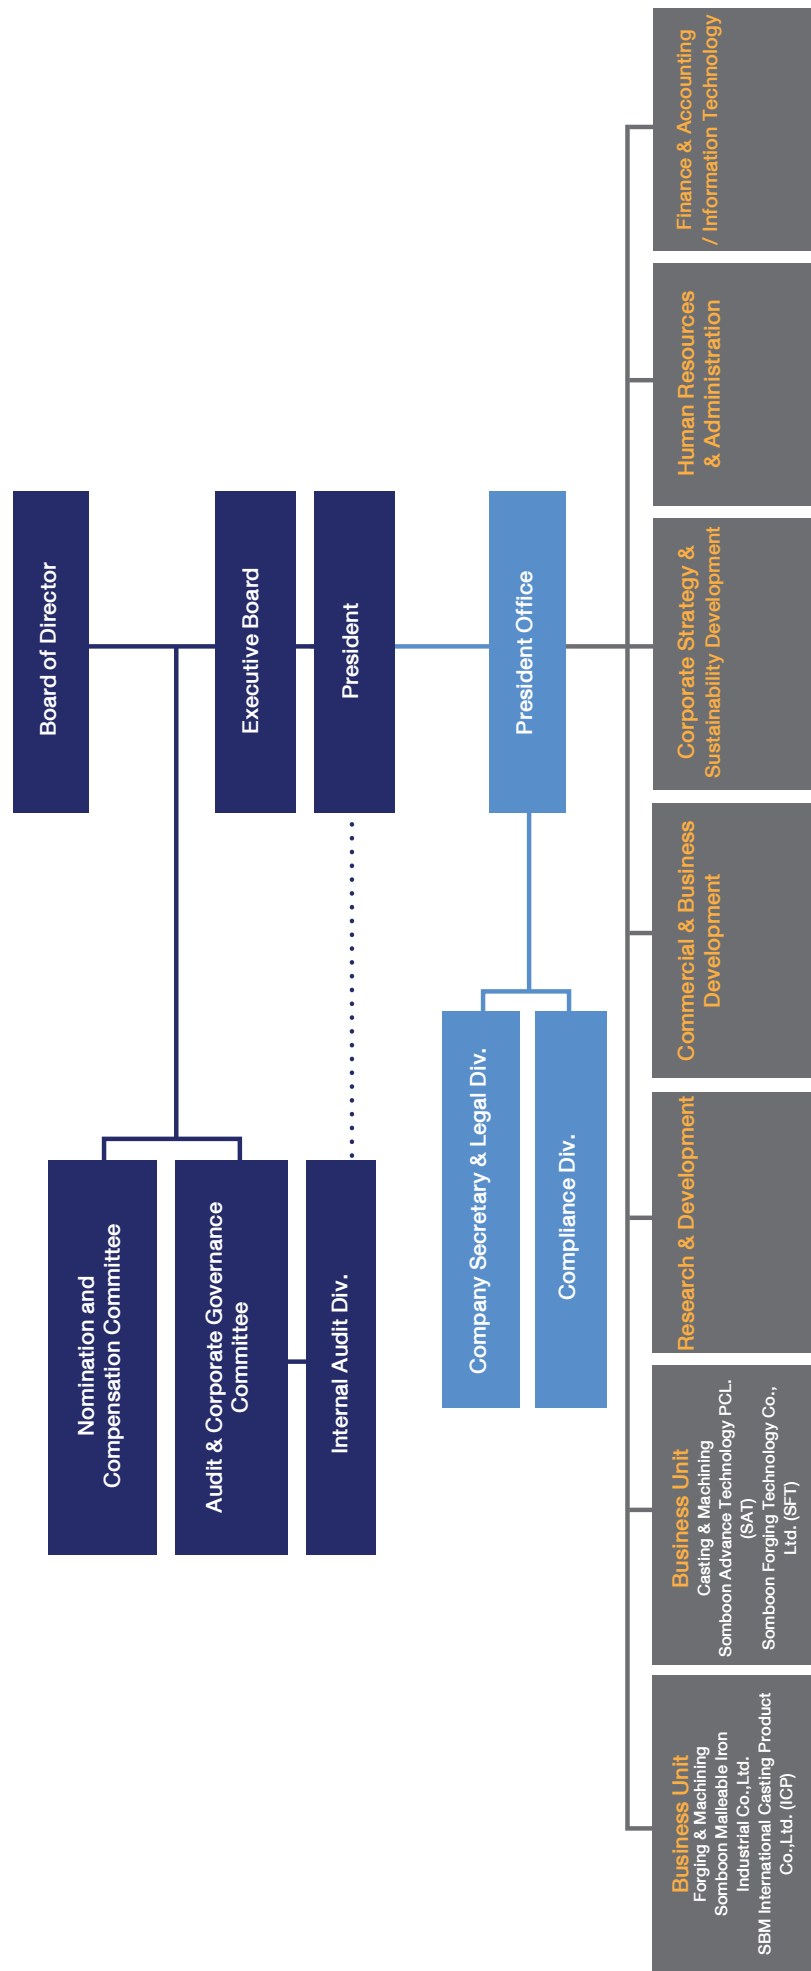 Board of Director
Nomination and
Compensation Committee
Audit & Corporate Governance
Committee
Executive Board
Internal Audit Div.
President
Company Secretary & Legal Div.
President Office
Compliance Div.
Business Unit
Forging & Machining
Somboon Malleable Iron
Industrial Co.,Ltd.
SBM International Casting Product
Co.,Ltd. (ICP)
Business Unit
Casting & Machining
Somboon Advance Technology PCL.
(SAT)
Somboon Forging Technology Co.,
Ltd. (SFT)
Research & Development
Commercial & Business
Development
Corporate Strategy &
Sustainability Development
Human Resources
& Administration
Finance & Accounting
/ Information Technology